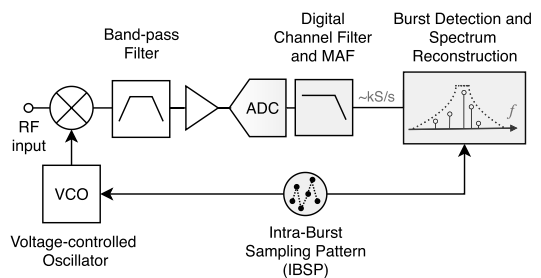 Band-pass
Filter
Digital
Channel Filter
and MAF
Burst Detection and
Spectrum
Reconstruction
RF
input
ADC
~kS/s
f
VCO
Voltage-controlled
Oscillator
Intra-Burst
Sampling Pattern
(IBSP)